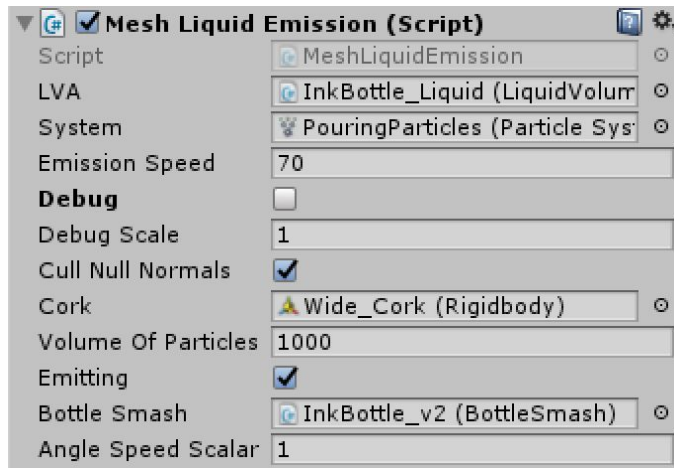 Mesh Liquid Emission (Script)
Script MeshLiquidEmission
LVA InkBottle_Liquid (LiquidVolum
System PouringParticles (Particle Sys
Emission Speed 70
Debug
Debug Scale 1
Cull Null Normals
Cork Wide_Cork (Rigidbody)
Volume Of Particles 1000
Emitting
Bottle Smash InkBottle_v2 (BottleSmash)
Angle Speed Scalar 1